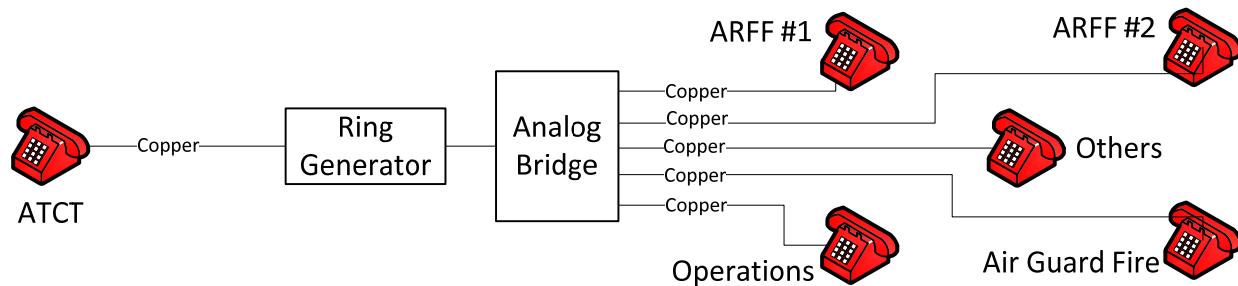 ARFF #1
ARFF #2
Copper
Copper
Ring
Generator
Analog
Bridge
Copper
Copper
Others
Copper
Copper
ATCT
Operations
Air Guard Fire